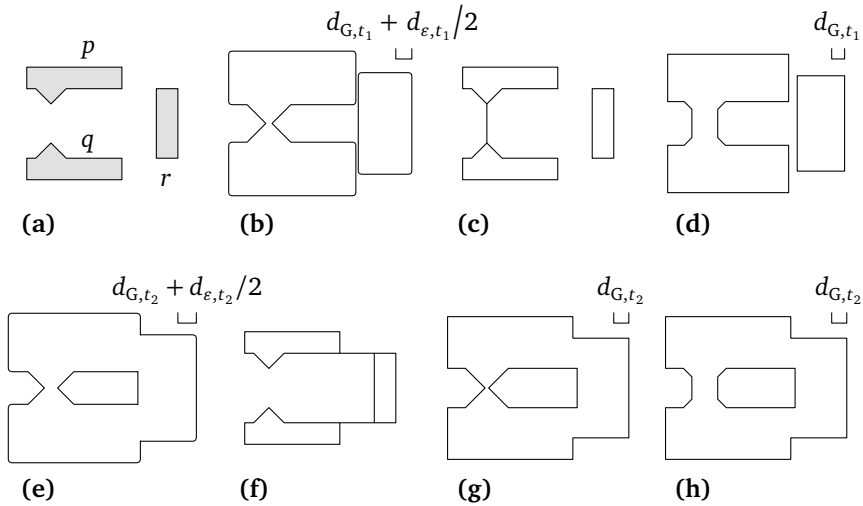 d_{G,t_1} + d_{ε,t_1}/2
d_{G,t_1}
p
q
r
(a)
(b)
(c)
(d)
d_{G,t_2} + d_{ε,t_2}/2
d_{G,t_2}
d_{G,t_2}
(e)
(f)
(g)
(h)